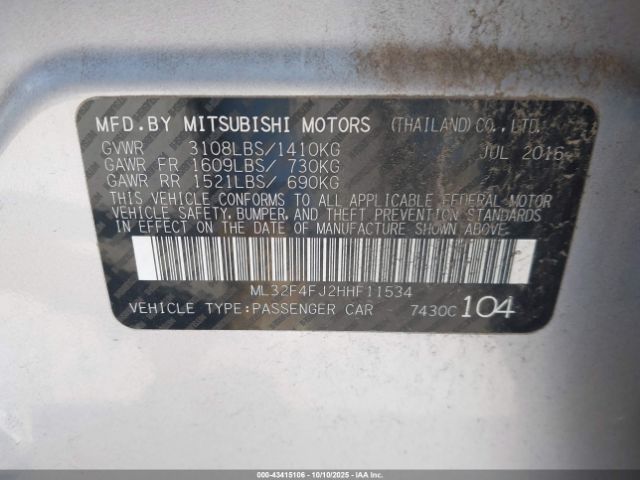 MFD.BY MITSUBISHI MOTORS (THAILAND) CO.,LTD.
GVWR 3108LBS/1410KG JUL 2016
GAWR FR 1609LBS/ 730KG
GAWR RR 1521LBS/ 690KG
THIS VEHICLE CONFORMS TO ALL APPLICABLE FEDERAL MOTOR
VEHICLE SAFETY, BUMPER, AND THEFT PREVENTION STANDARDS
IN EFFECT ON THE DATE OF MANUFACTURE SHOWN ABOVE.
ML32F4FJ2HHF11534
VEHICLE TYPE:PASSENGER CAR 7430C 104
000-43415106 - 10/10/2025 - IAAI.COM